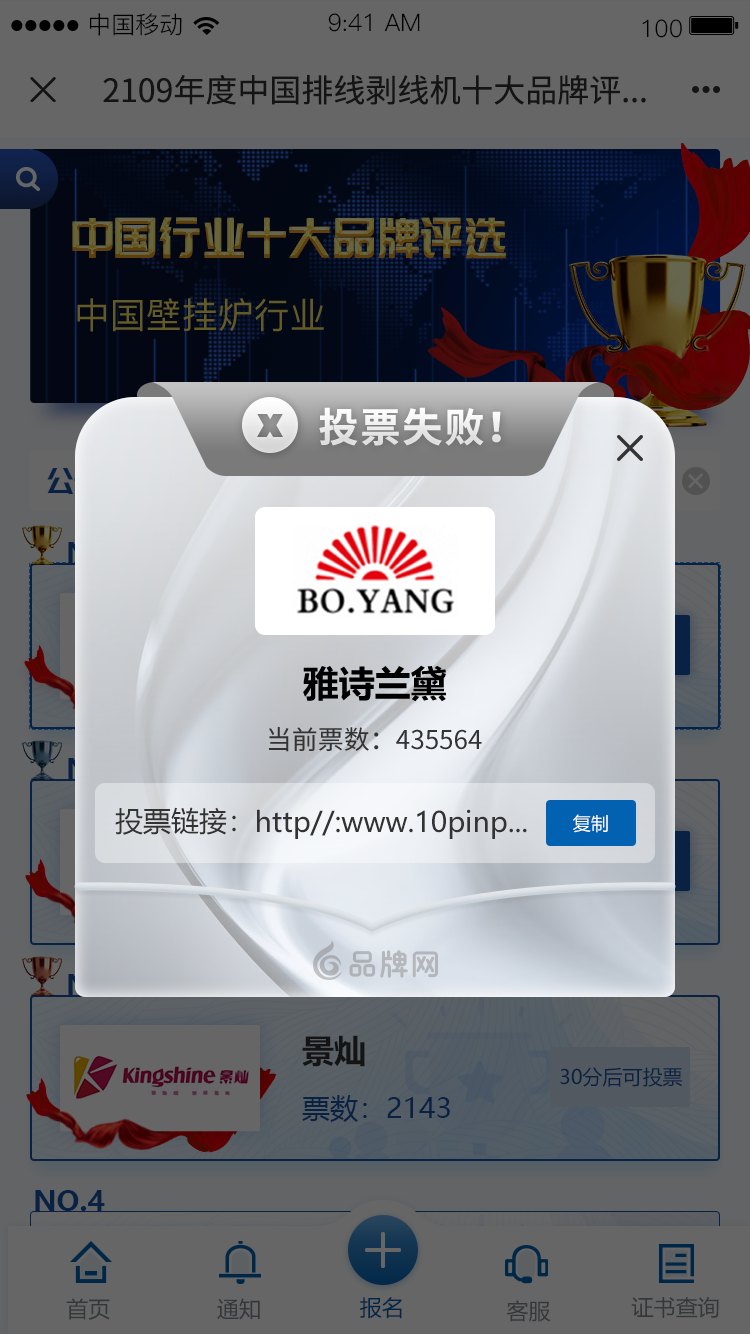 中国移动
9:41 AM
100
2109年度中国排线剥线机十大品牌评...
中国行业十大品牌评选
中国壁挂炉行业
投票失败！
公
BO.YANG
雅诗兰黛
当前票数：435564
投票链接：http//:www.10pinp...
复制
品牌网
Kingshine 景灿
景灿
票数：2143
30分后可投票
NO.4
首页
通知
报名
客服
证书查询